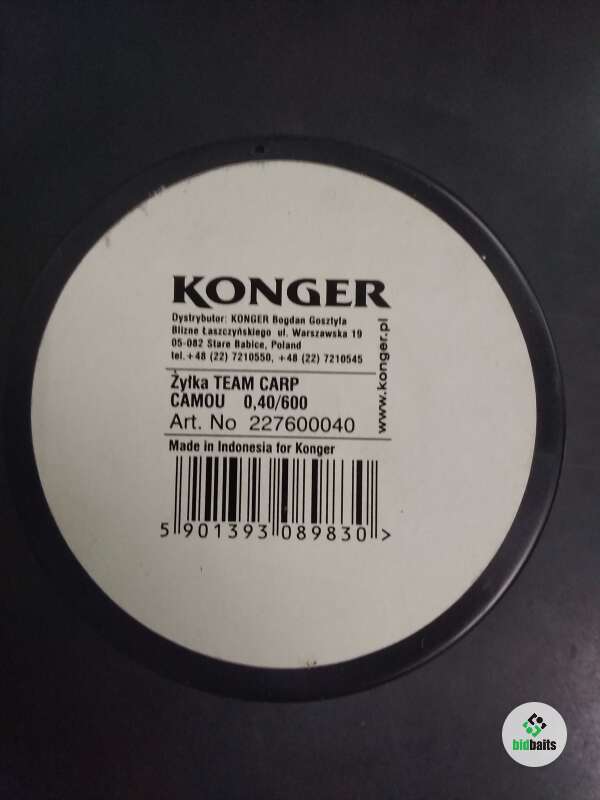 KONGER
Dystrybutor: KONGER Bogdan Gosztyła
Blizne Łaszczyńskiego ul. Warszawska 19
05-082 Stare Babice, Poland
tel.+48 (22) 7210550, +48 (22) 7210545
www.konger.pl
Żyłka TEAM CARP
CAMOU 0,40/600
Art. No 227600040
Made in Indonesia for Konger
5 901393 089830 >
bidbaits